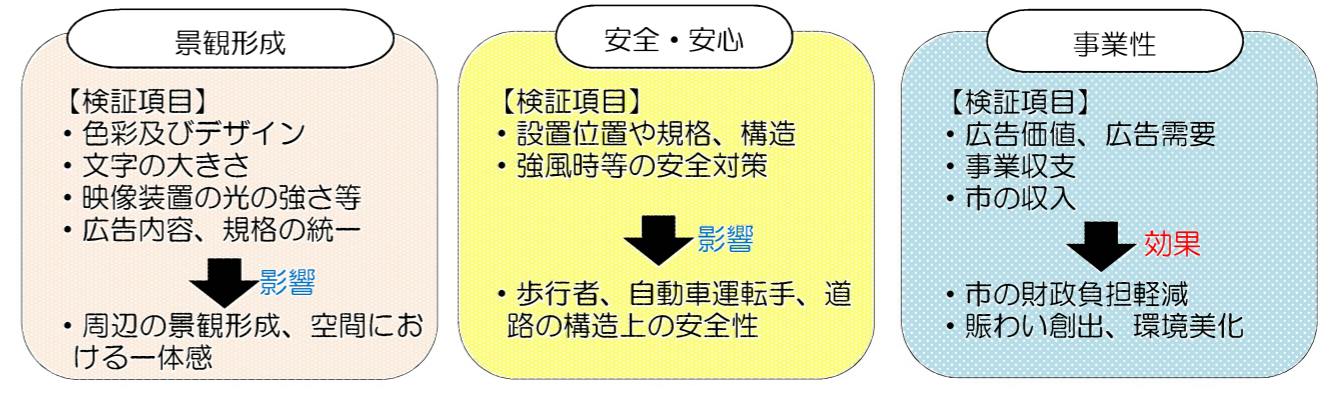 景観形成
【検証項目】
・色彩及びデザイン
・文字の大きさ
・映像装置の光の強さ等
・広告内容、規格の統一
影響
・周辺の景観形成、空間にお
ける一体感
安全・安心
【検証項目】
・設置位置や規格、構造
・強風時等の安全対策
影響
・歩行者、自動車運転手、道
路の構造上の安全性
事業性
【検証項目】
・広告価値、広告需要
・事業収支
・市の収入
効果
・市の財政負担軽減
・賑わい創出、環境美化